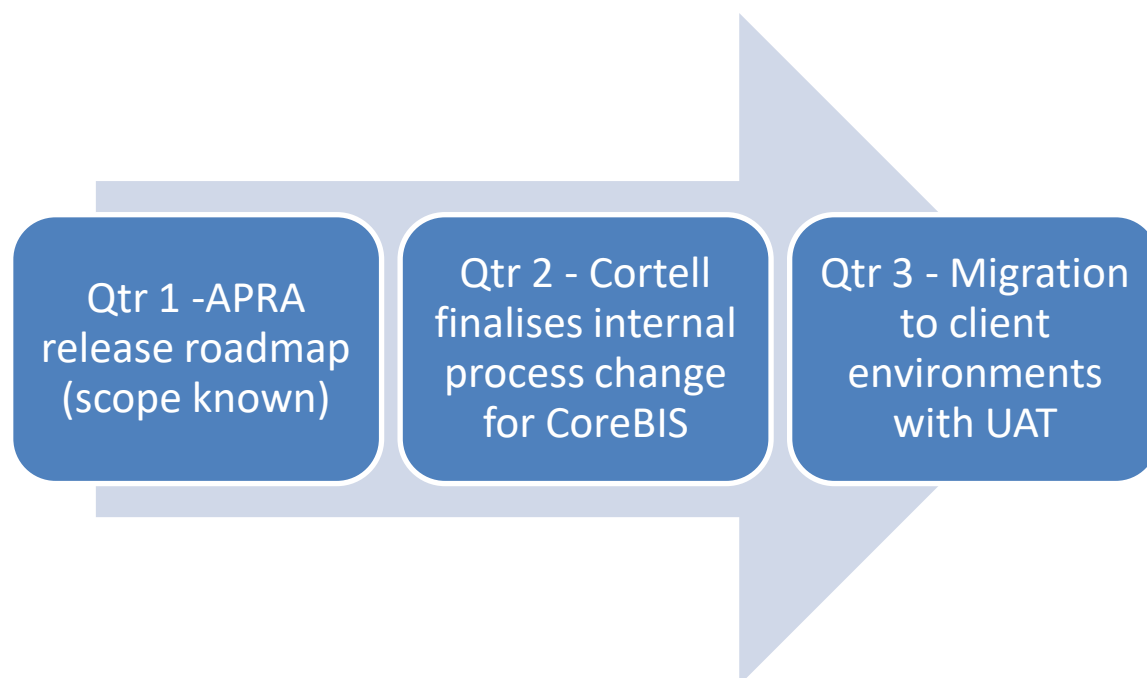 Qtr 1 -APRA
release roadmap
(scope known)
Qtr 2 - Cortell
finalises internal
process change
for CoreBIS
Qtr 3 - Migration
to client
environments
with UAT